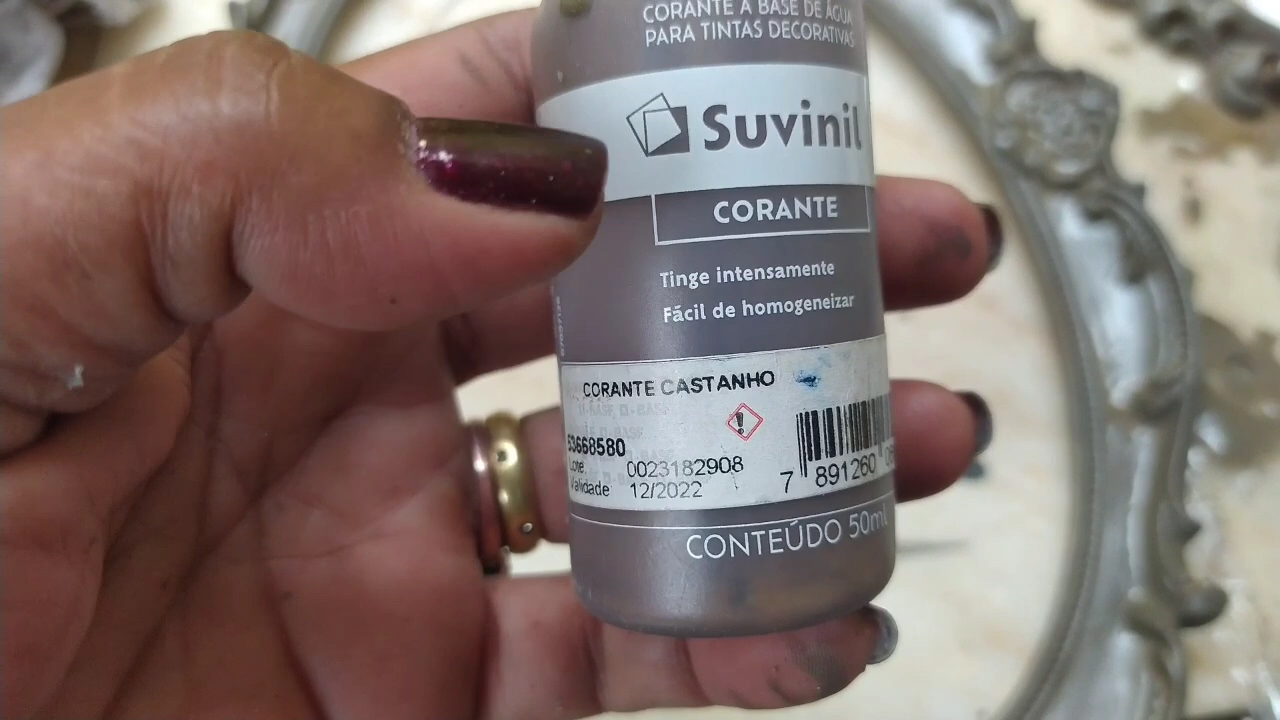 CORANTE À BASE DE ÁGUA
PARA TINTAS DECORATIVAS
Suvinil
CORANTE
Tinge intensamente
Fácil de homogeneizar
CORANTE CASTANHO
53668580
Lote 0023182908
Validade 12/2022
7 891260
CONTEÚDO 50ml